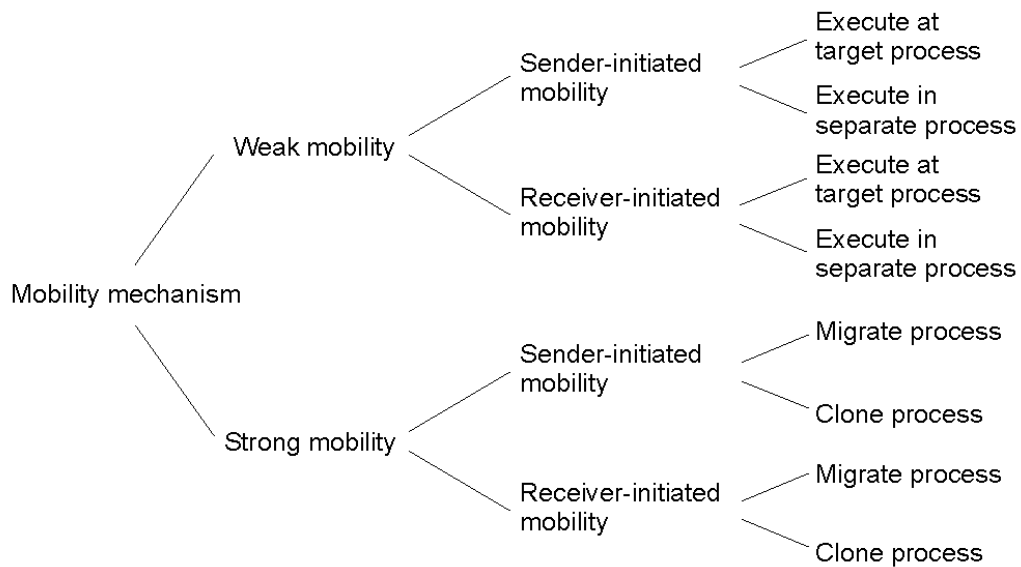 Mobility mechanism
Weak mobility
Sender-initiated
mobility
Execute at
target process
Execute in
separate process
Receiver-initiated
mobility
Execute at
target process
Execute in
separate process
Strong mobility
Sender-initiated
mobility
Migrate process
Clone process
Receiver-initiated
mobility
Migrate process
Clone process